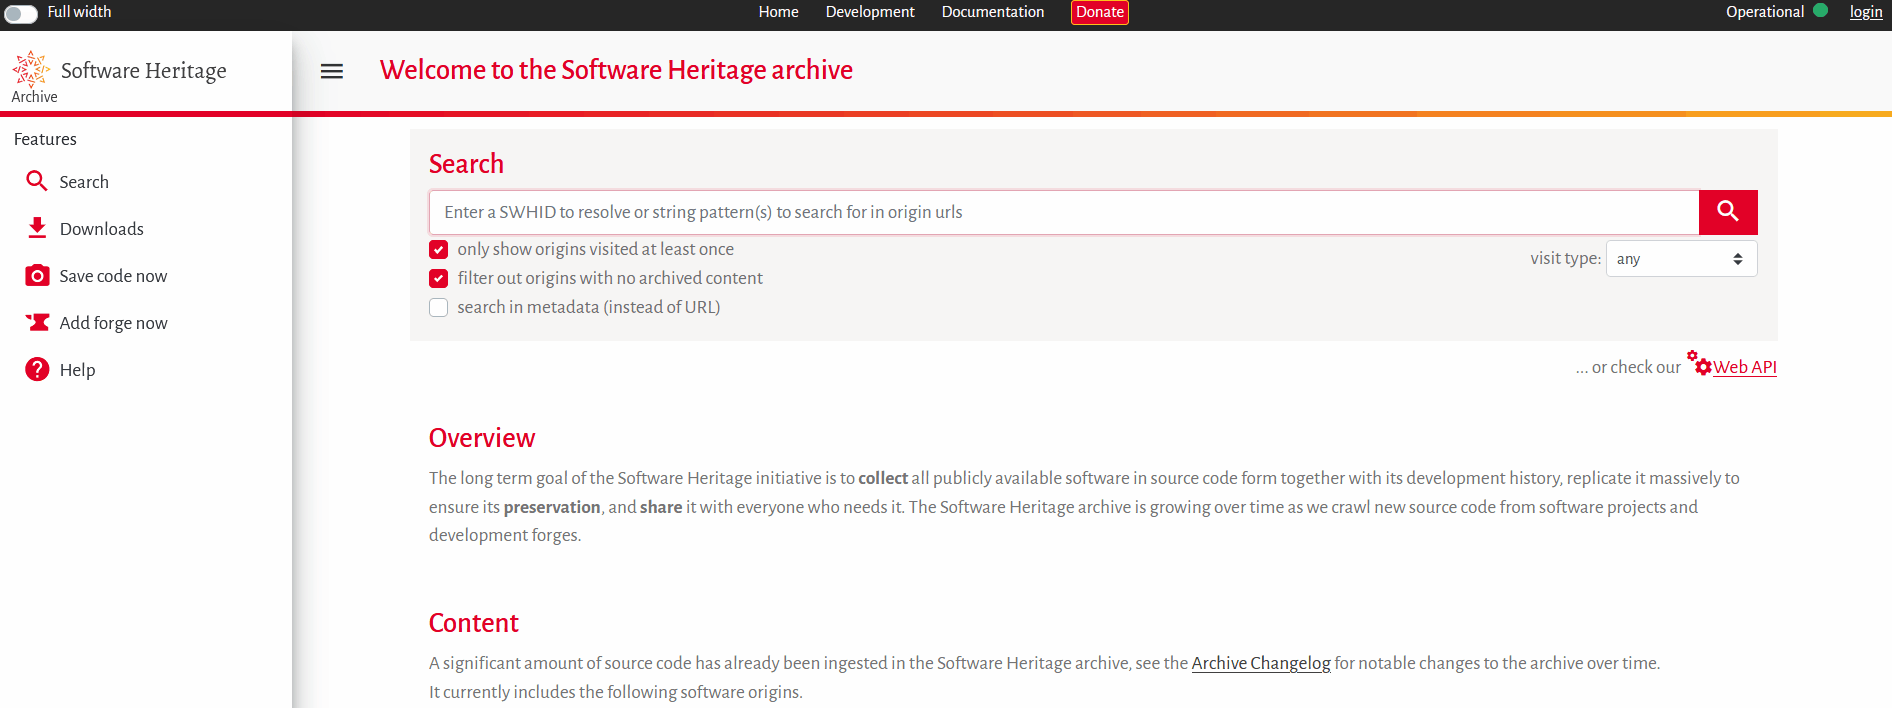 Full width
Home Development Documentation Donate
Operational login
Software Heritage
Archive
Welcome to the Software Heritage archive
Features
Search
Downloads
Save code now
Add forge now
Help
Search
Enter a SWHID to resolve or string pattern(s) to search for in origin urls
only show origins visited at least once
filter out origins with no archived content
search in metadata (instead of URL)
visit type: any
... or check our Web API
Overview
The long term goal of the Software Heritage initiative is to collect all publicly available software in source code form together with its development history, replicate it massively to
ensure its preservation, and share it with everyone who needs it. The Software Heritage archive is growing over time as we crawl new source code from software projects and
development forges.
Content
A significant amount of source code has already been ingested in the Software Heritage archive, see the Archive Changelog for notable changes to the archive over time.
It currently includes the following software origins.